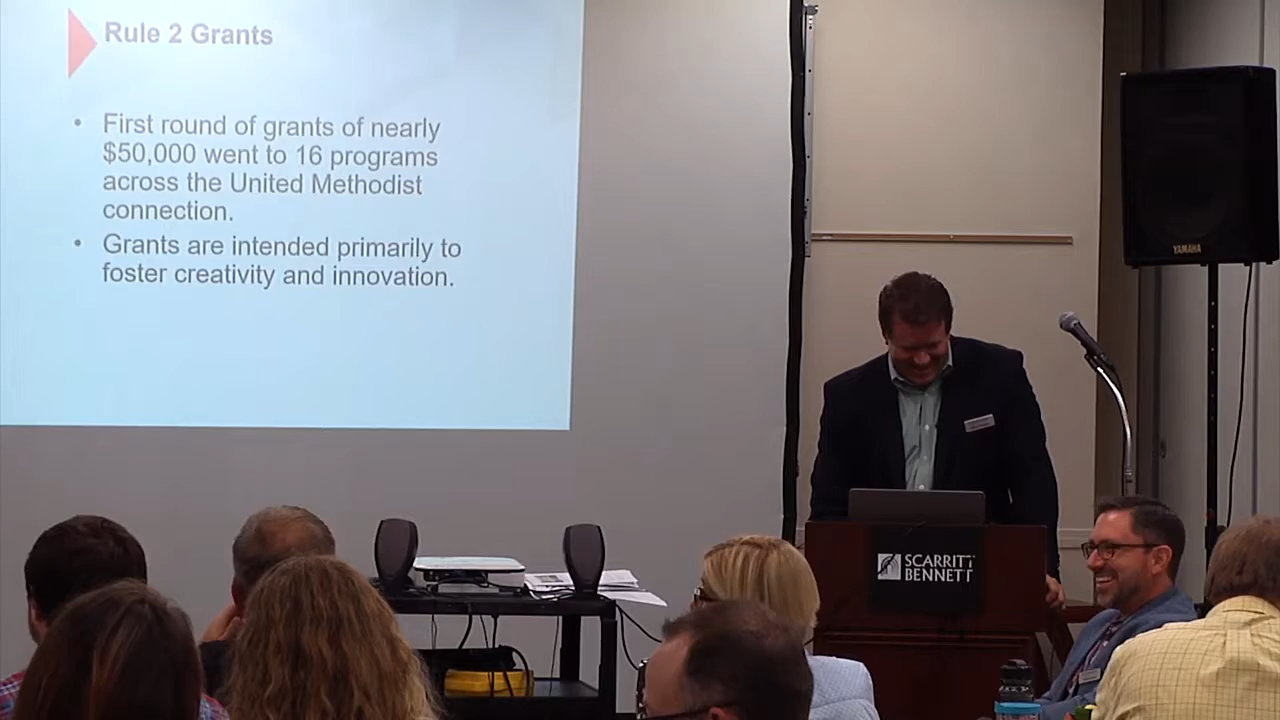 Rule 2 Grants
• First round of grants of nearly
$50,000 went to 16 programs
across the United Methodist
connection.
• Grants are intended primarily to
foster creativity and innovation.
YAMAHA
SCARRITT
BENNETT